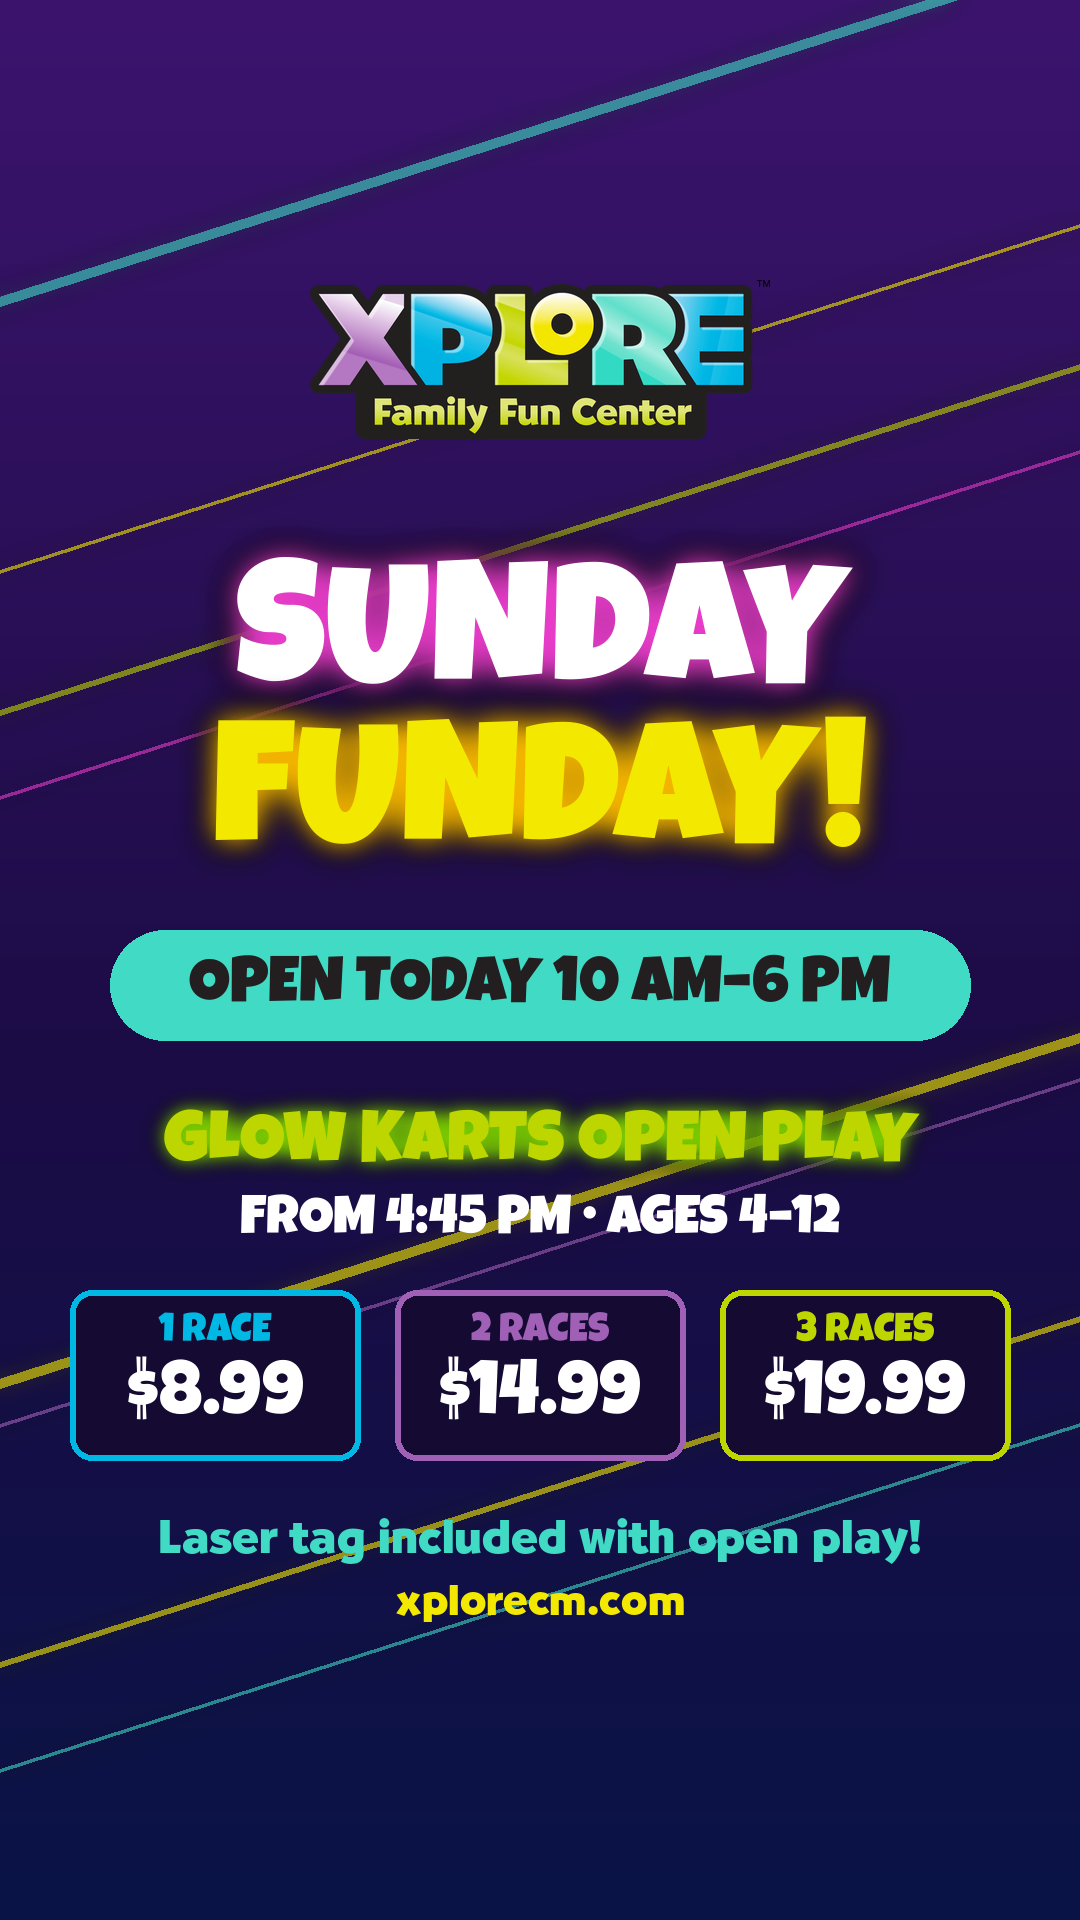 XPLORE™
Family Fun Center
SUNDAY
FUNDAY!
OPEN TODAY 10 AM–6 PM
GLOW KARTS OPEN PLAY
FROM 4:45 PM • AGES 4–12
1 RACE
$8.99
2 RACES
$14.99
3 RACES
$19.99
Laser tag included with open play!
xplorecm.com